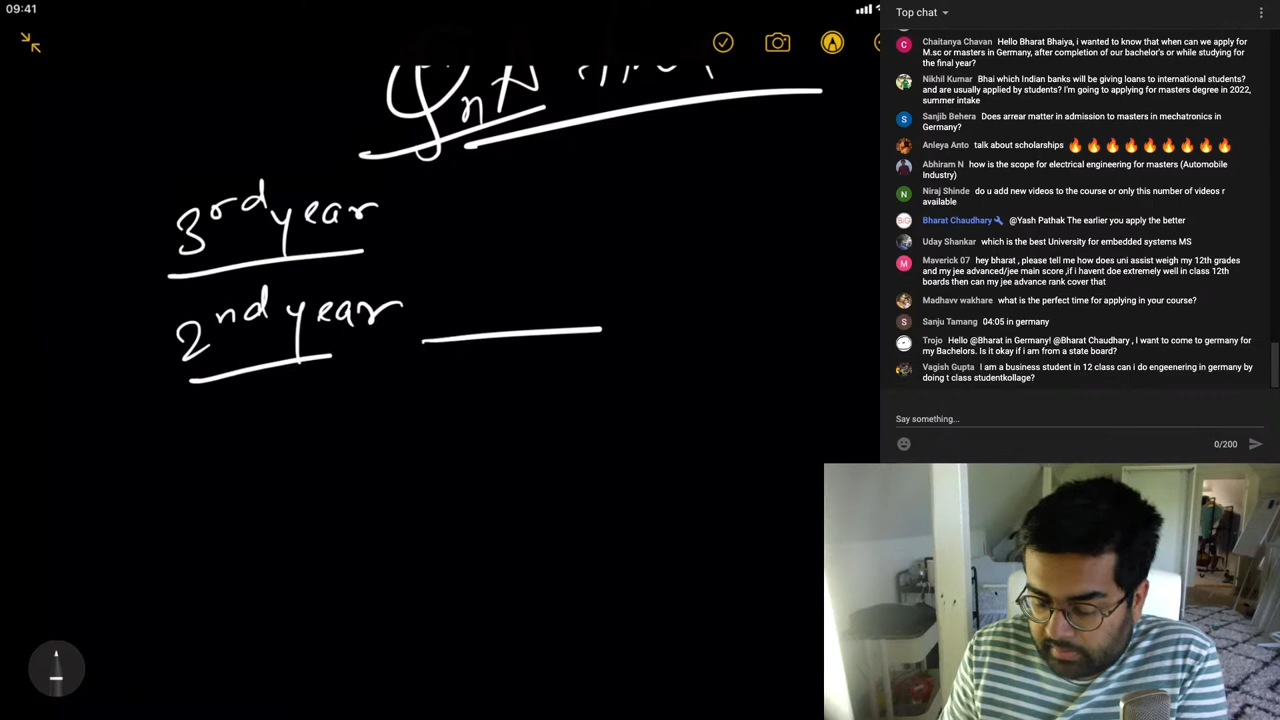 09:41
QnA
3rd year
2nd year
Top chat
Chaitanya Chavan Hello Bharat Bhaiya, i wanted to know that when can we apply for
M.sc or masters in Germany, after completion of our bachelor's or while studying for
the final year?
Nikhil Kumar Bhai which Indian banks will be giving loans to international students?
and are usually applied by students? I'm going to applying for masters degree in 2022,
summer intake
Sanjib Behera Does arrear matter in admission to masters in mechatronics in
Germany?
Anleya Anto talk about scholarships 🔥 🔥 🔥 🔥 🔥 🔥 🔥 🔥 🔥
Abhiram N how is the scope for electrical engineering for masters (Automobile
Industry)
Niraj Shinde do u add new videos to the course or only this number of videos r
available
Bharat Chaudhary @Yash Pathak The earlier you apply the better
Uday Shankar which is the best University for embedded systems MS
Maverick 07 hey bharat , please tell me how does uni assist weigh my 12th grades
and my jee advanced/jee main score ,if i havent doe extremely well in class 12th
boards then can my jee advance rank cover that
Madhavv wakhare what is the perfect time for applying in your course?
Sanju Tamang 04:05 in germany
Trojo Hello @Bharat in Germany! @Bharat Chaudhary , I want to come to germany for
my Bachelors. Is it okay if i am from a state board?
Vagish Gupta I am a business student in 12 class can i do engeenering in germany by
doing t class studentkollage?
Say something...
0/200